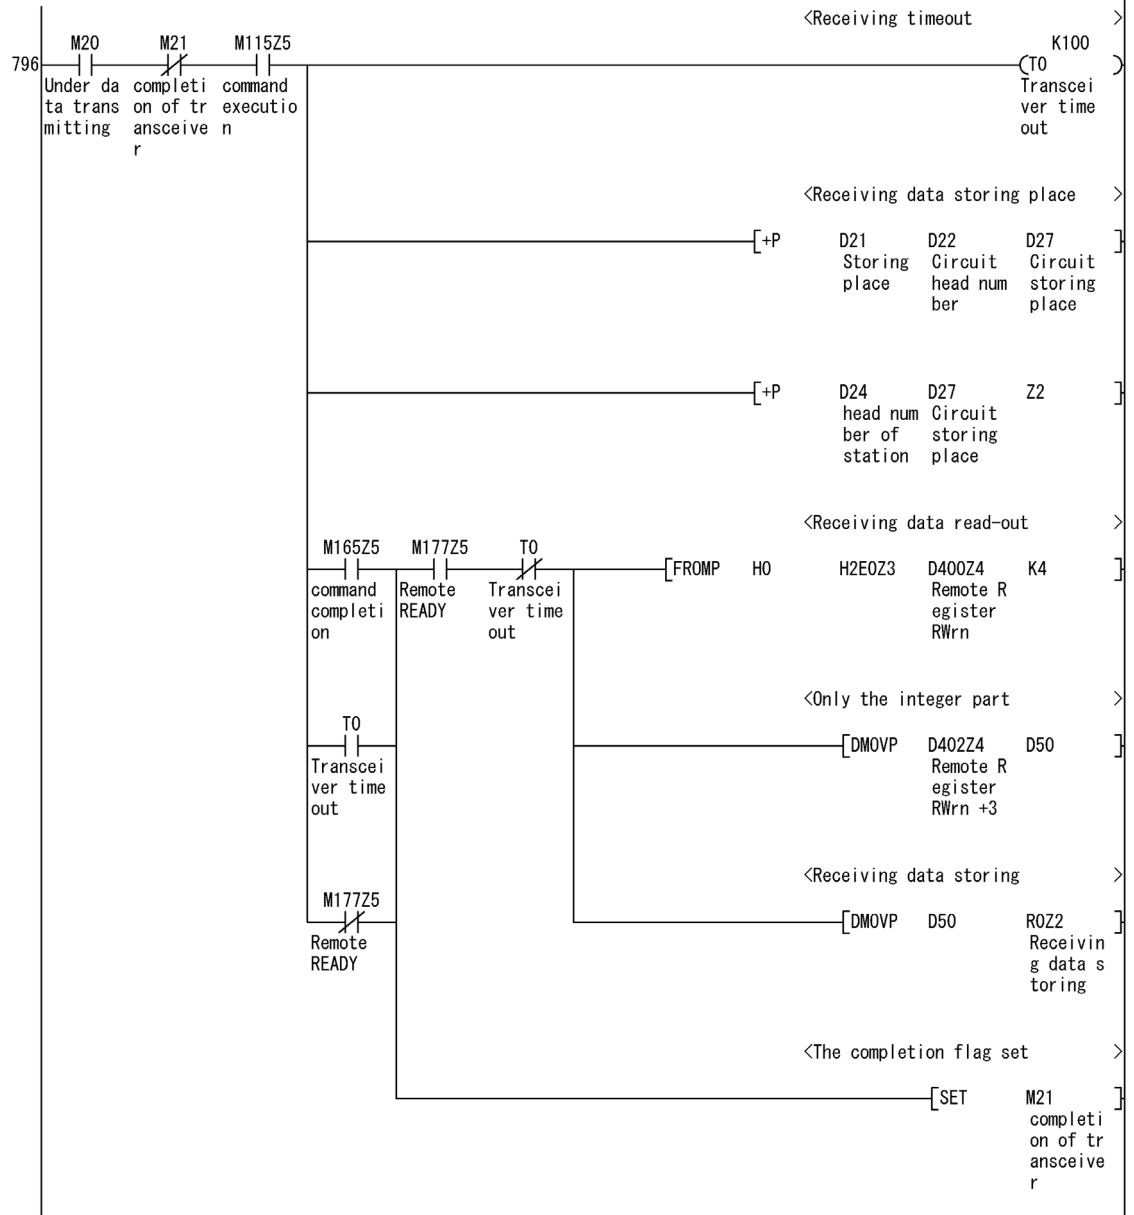 <Receiving timeout >
M20 M21 M115Z5 K100
796 (T0 )
Under da completi command Transcei
ta trans on of tr executio ver time
mitting ansceive n out
r
<Receiving data storing place >
[+P D21 D22 D27 ]
Storing Circuit Circuit
place head num storing
ber place
[+P D24 D27 Z2 ]
head num Circuit
ber of storing
station place
<Receiving data read-out >
M165Z5 M177Z5 T0
[FROMP H0 H2E0Z3 D400Z4 K4 ]
command Remote Transcei Remote R
completi READY ver time egister
on out RWrn
<Only the integer part >
T0
[DMOVP D402Z4 D50 ]
Transcei Remote R
ver time egister
out RWrn +3
<Receiving data storing >
M177Z5
[DMOVP D50 R0Z2 ]
Remote Receivin
READY g data s
toring
<The completion flag set >
[SET M21 ]
completi
on of tr
ansceive
r